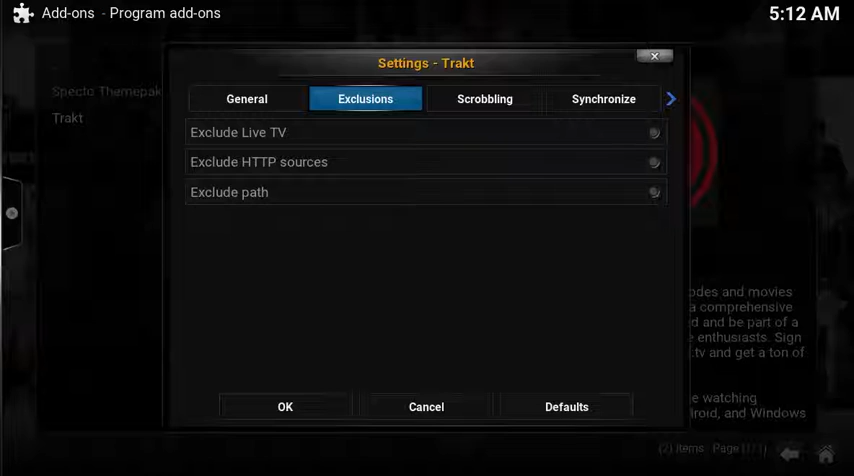 Add-ons - Program add-ons
5:12 AM
Settings - Trakt
General
Exclusions
Scrobbling
Synchronize
Specto Themepak
Trakt
Exclude Live TV
Exclude HTTP sources
Exclude path
odes and movies
a comprehensive
d and be part of a
enthusiasts. Sign
.tv and get a ton of
e watching
droid, and Windows
OK
Cancel
Defaults
(2) items Page (1/1)